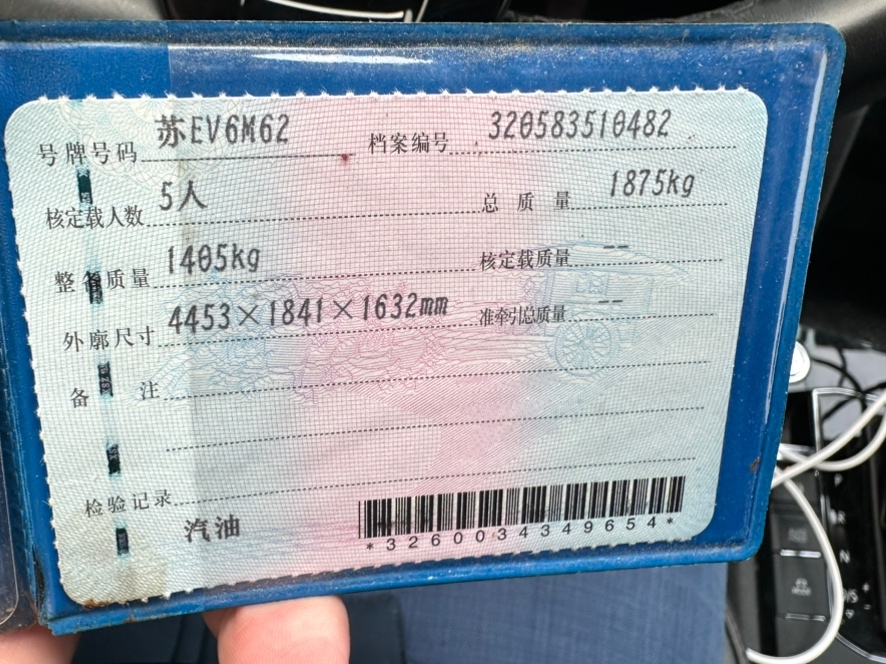 号牌号码 苏EV6M62 档案编号 320583510482
核定载人数 5人 总质量 1875kg
整备质量 1405kg 核定载质量 --
外廓尺寸 4453×1841×1632mm 准牵引总质量 --
备注
检验记录
汽油
*3260034349654*
N